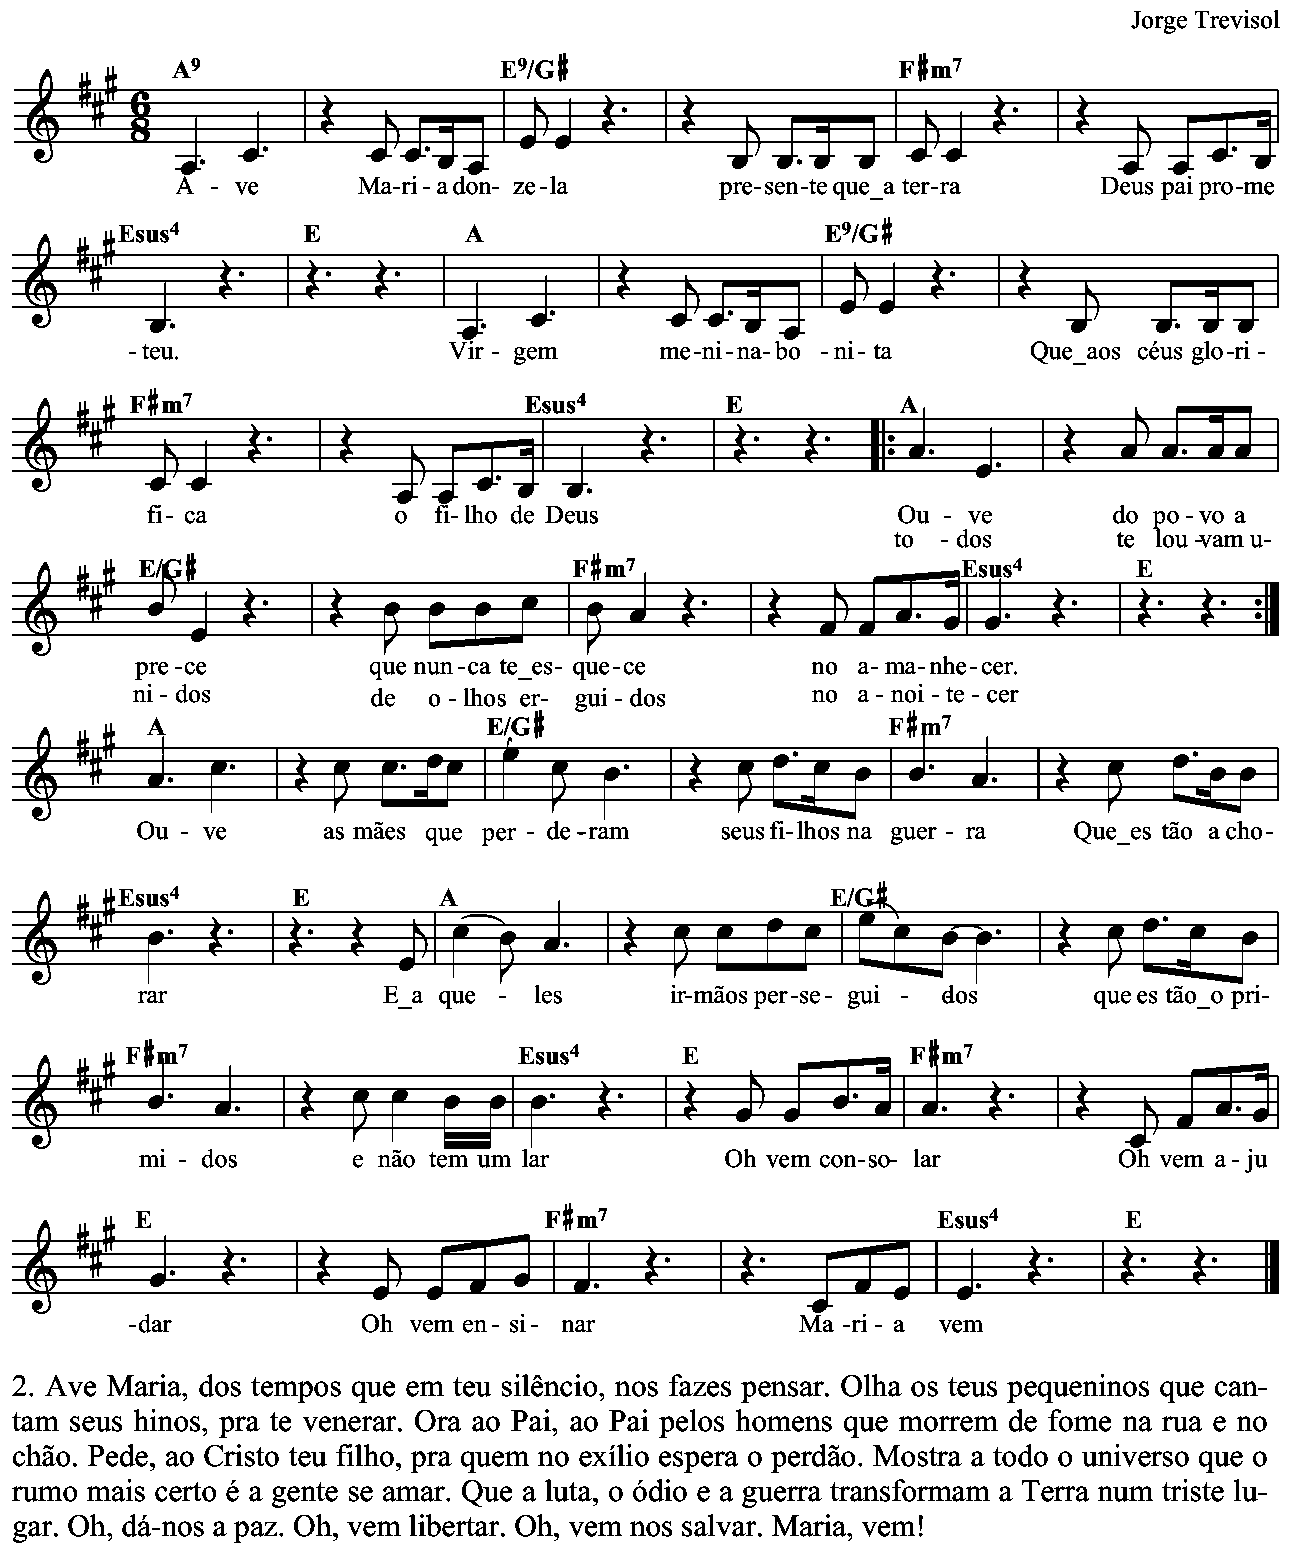 Jorge Trevisol
A9 E9/G# F#m7
6
8
A - ve Ma-ri-a don- ze-la pre-sen-te que_a ter-ra Deus pai pro-me
Esus4 E A E9/G#
-teu. Vir - gem me-ni-na-bo -ni-ta Que_aos céus glo-ri-
F#m7 Esus4 E A
fi-ca o fi-lho de Deus Ou - ve do po-vo a
to - dos te lou-vam u-
E/G# F#m7 Esus4 E
pre-ce que nun-ca te_es- que-ce no a-ma-nhe-cer.
ni-dos de o-lhos er- gui-dos no a-noi-te-cer
A E/G# F#m7
Ou - ve as mães que per-de-ram seus fi-lhos na guer - ra Que_es tão a cho-
Esus4 E A E/G#
rar E_a que - les ir-mãos per-se- gui - dos que es tão_o pri-
F#m7 Esus4 E F#m7
mi - dos e não tem um lar Oh vem con-so- lar Oh vem a-ju
E F#m7 Esus4 E
-dar Oh vem en-si- nar Ma-ri-a vem
2. Ave Maria, dos tempos que em teu silêncio, nos fazes pensar. Olha os teus pequeninos que can-
tam seus hinos, pra te venerar. Ora ao Pai, ao Pai pelos homens que morrem de fome na rua e no
chão. Pede, ao Cristo teu filho, pra quem no exílio espera o perdão. Mostra a todo o universo que o
rumo mais certo é a gente se amar. Que a luta, o ódio e a guerra transformam a Terra num triste lu-
gar. Oh, dá-nos a paz. Oh, vem libertar. Oh, vem nos salvar. Maria, vem!